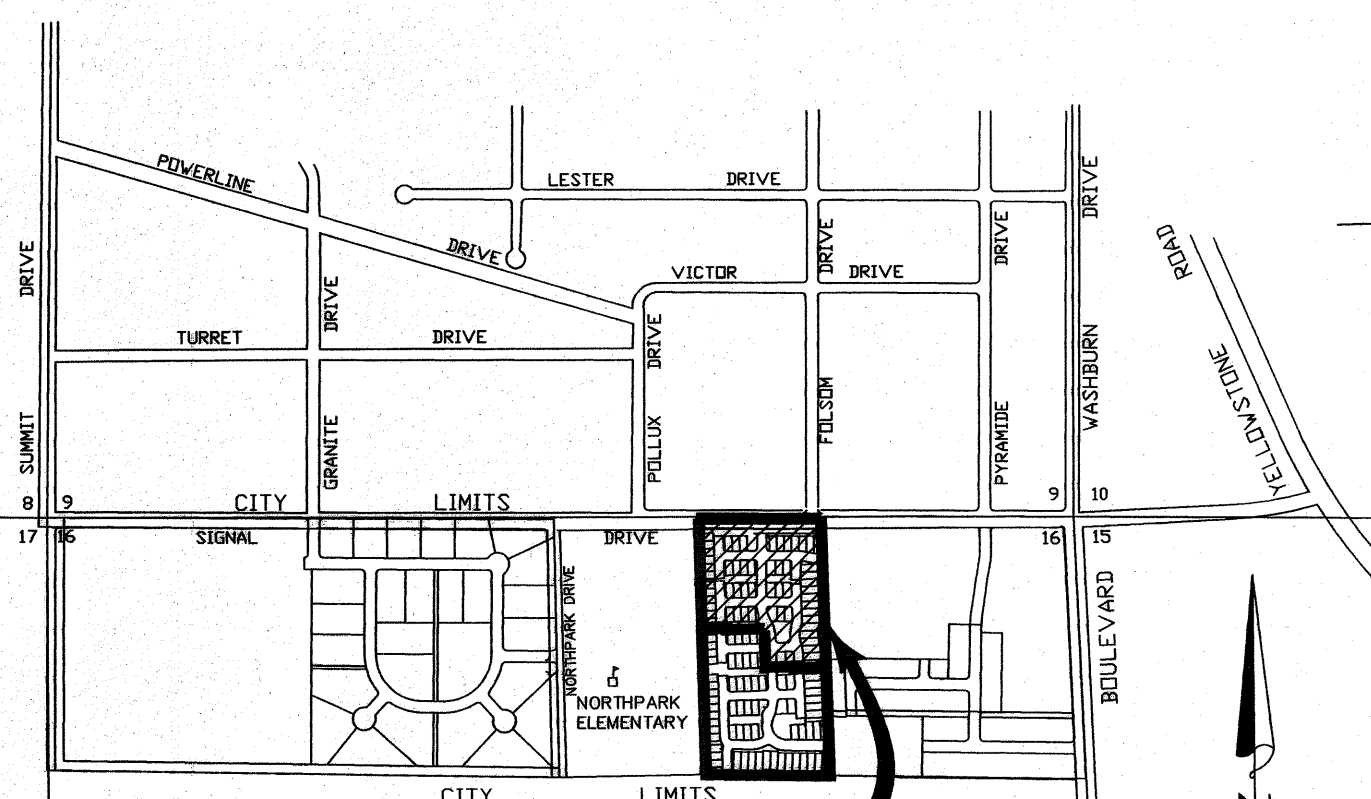 POWERLINE DRIVE
LESTER DRIVE
VICTOR DRIVE
TURRET DRIVE
SUMMIT DRIVE
GRANITE DRIVE
POLLUX DRIVE
FOLSOM DRIVE
PYRAMIDE DRIVE
WASHBURN DRIVE
YELLOWSTONE ROAD
8 9
CITY LIMITS
9 10
17 16
SIGNAL DRIVE
16 15
NORTHPARK DRIVE
NORTHPARK
ELEMENTARY
BOULEVARD
CITY LIMITS
N